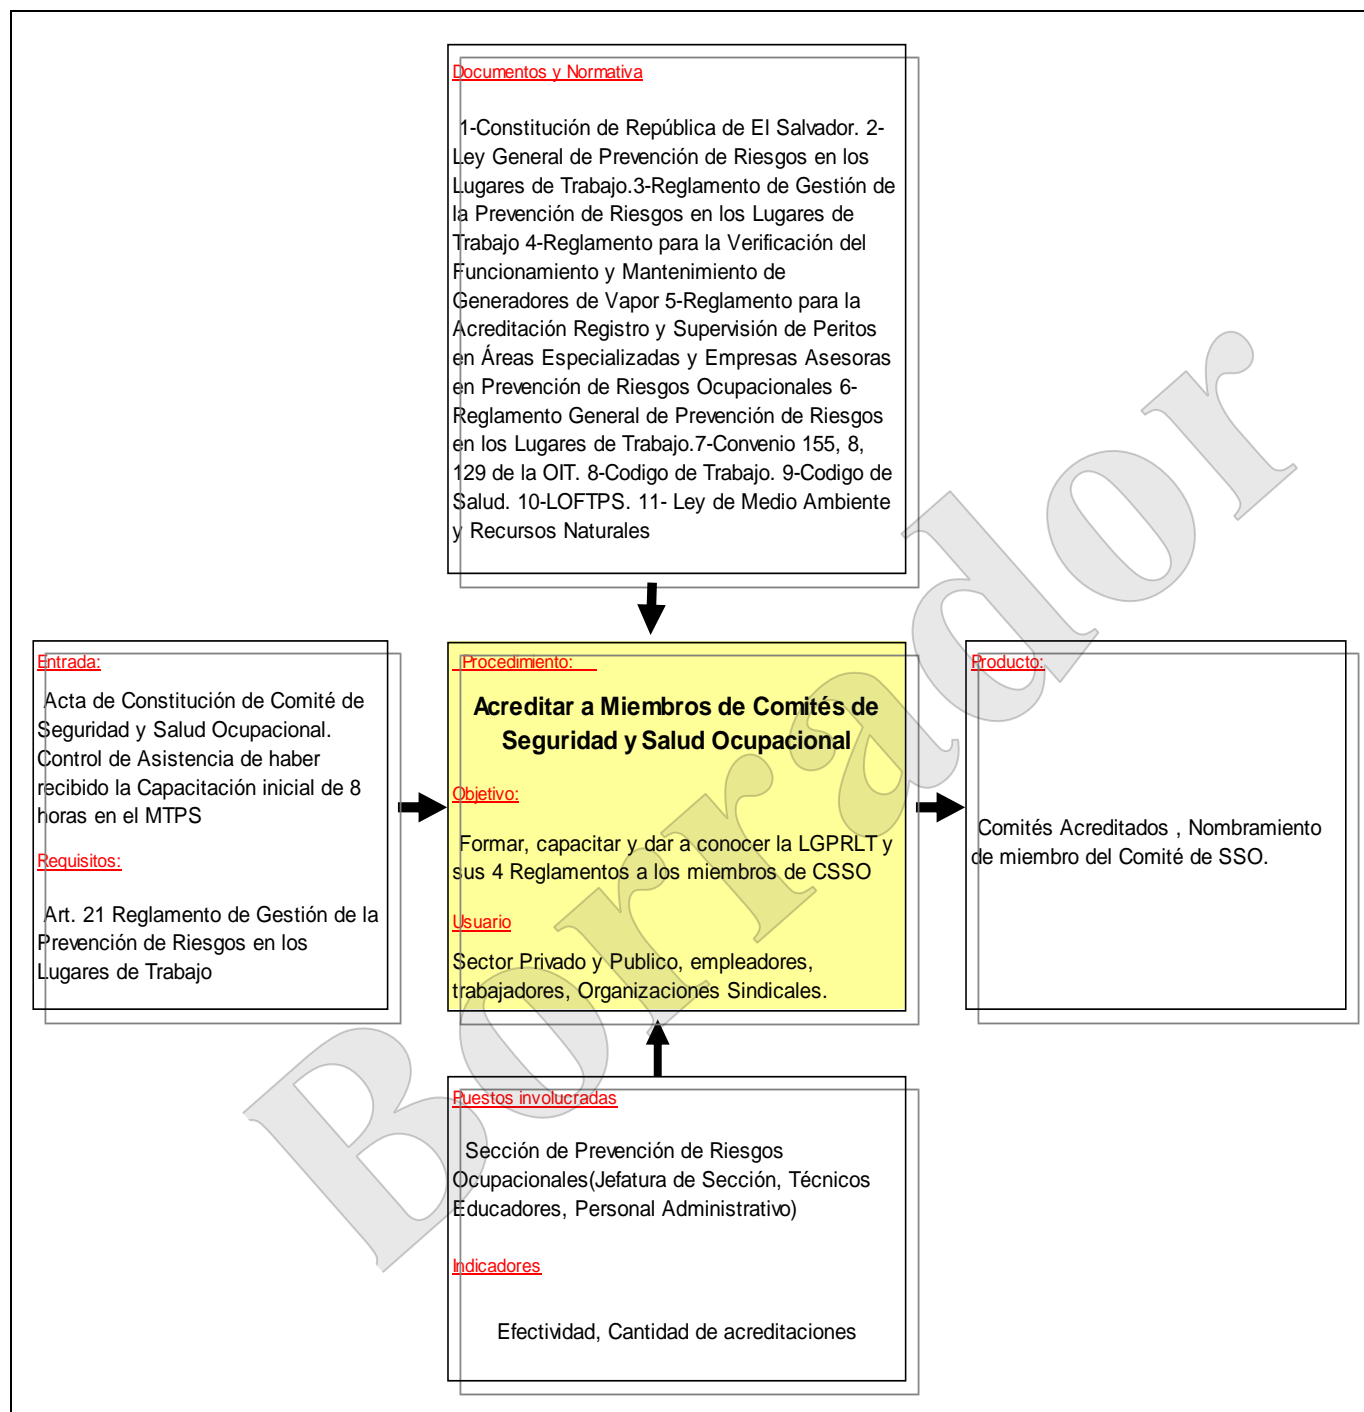 Documentos y Normativa
1-Constitución de República de El Salvador. 2-
Ley General de Prevención de Riesgos en los
Lugares de Trabajo.3-Reglamento de Gestión de
la Prevención de Riesgos en los Lugares de
Trabajo 4-Reglamento para la Verificación del
Funcionamiento y Mantenimiento de
Generadores de Vapor 5-Reglamento para la
Acreditación Registro y Supervisión de Peritos
en Áreas Especializadas y Empresas Asesoras
en Prevención de Riesgos Ocupacionales 6-
Reglamento General de Prevención de Riesgos
en los Lugares de Trabajo.7-Convenio 155, 8,
129 de la OIT. 8-Codigo de Trabajo. 9-Codigo de
Salud. 10-LOFTPS. 11- Ley de Medio Ambiente
y Recursos Naturales
Entrada:
Acta de Constitución de Comité de
Seguridad y Salud Ocupacional.
Control de Asistencia de haber
recibido la Capacitación inicial de 8
horas en el MTPS
Requisitos:
Art. 21 Reglamento de Gestión de la
Prevención de Riesgos en los
Lugares de Trabajo
Procedimiento:
Acreditar a Miembros de Comités de
Seguridad y Salud Ocupacional
Objetivo:
Formar, capacitar y dar a conocer la LGPRLT y
sus 4 Reglamentos a los miembros de CSSO
Usuario
Sector Privado y Publico, empleadores,
trabajadores, Organizaciones Sindicales.
Producto:
Comités Acreditados , Nombramiento
de miembro del Comité de SSO.
Puestos involucradas
Sección de Prevención de Riesgos
Ocupacionales(Jefatura de Sección, Técnicos
Educadores, Personal Administrativo)
Indicadores
Efectividad, Cantidad de acreditaciones
Borrador